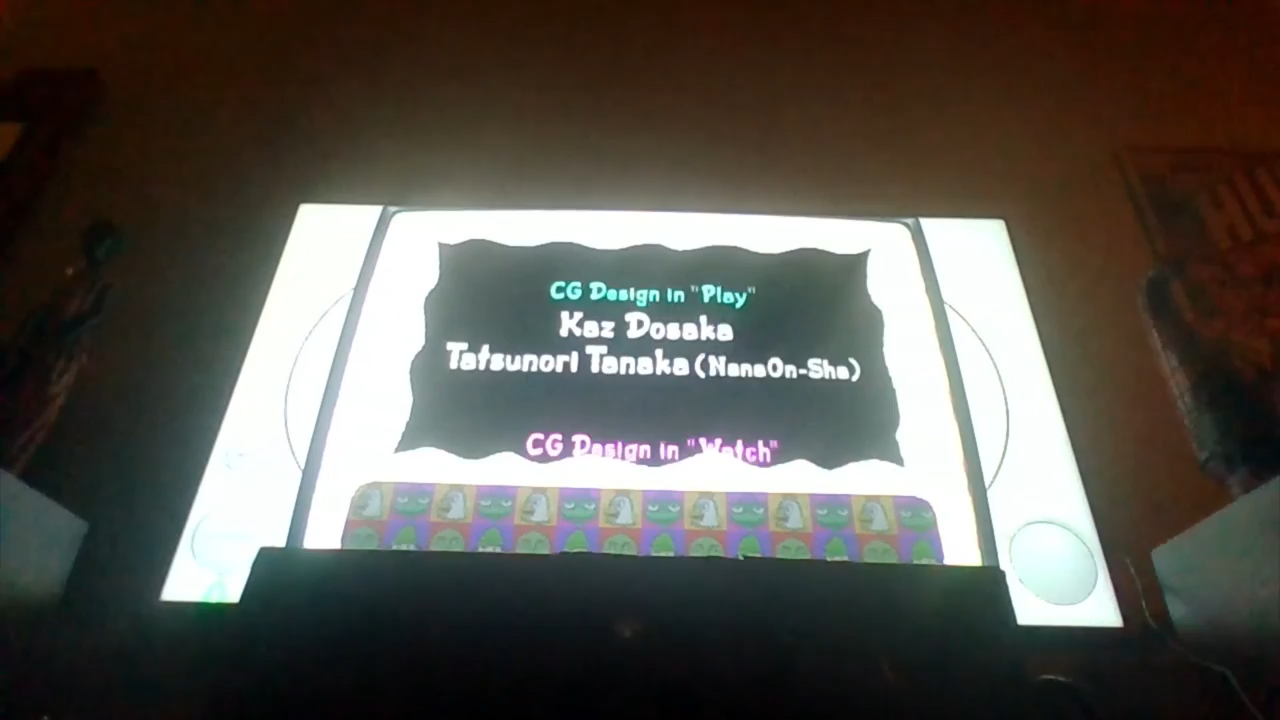 CG Design in "Play"
Kaz Dosaka
Tatsunori Tanaka (NanaOn-Sha)
CG Design in "Watch"